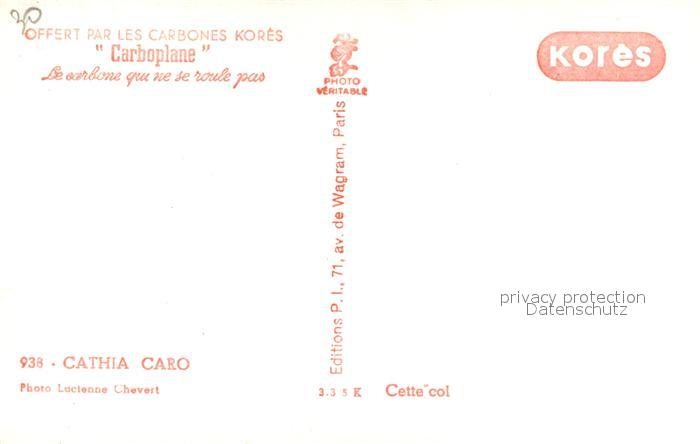 30
OFFERT PAR LES CARBONES KORÈS
"Carboplane"
Le carbone qui ne se roule pas
PHOTO
VÉRITABLE
Korès
Editions P. I., 71, av. de Wagram, Paris
privacy protection
Datenschutz
938 - CATHIA CARO
Photo Lucienne Chevert
3.3 5 K
Cette col